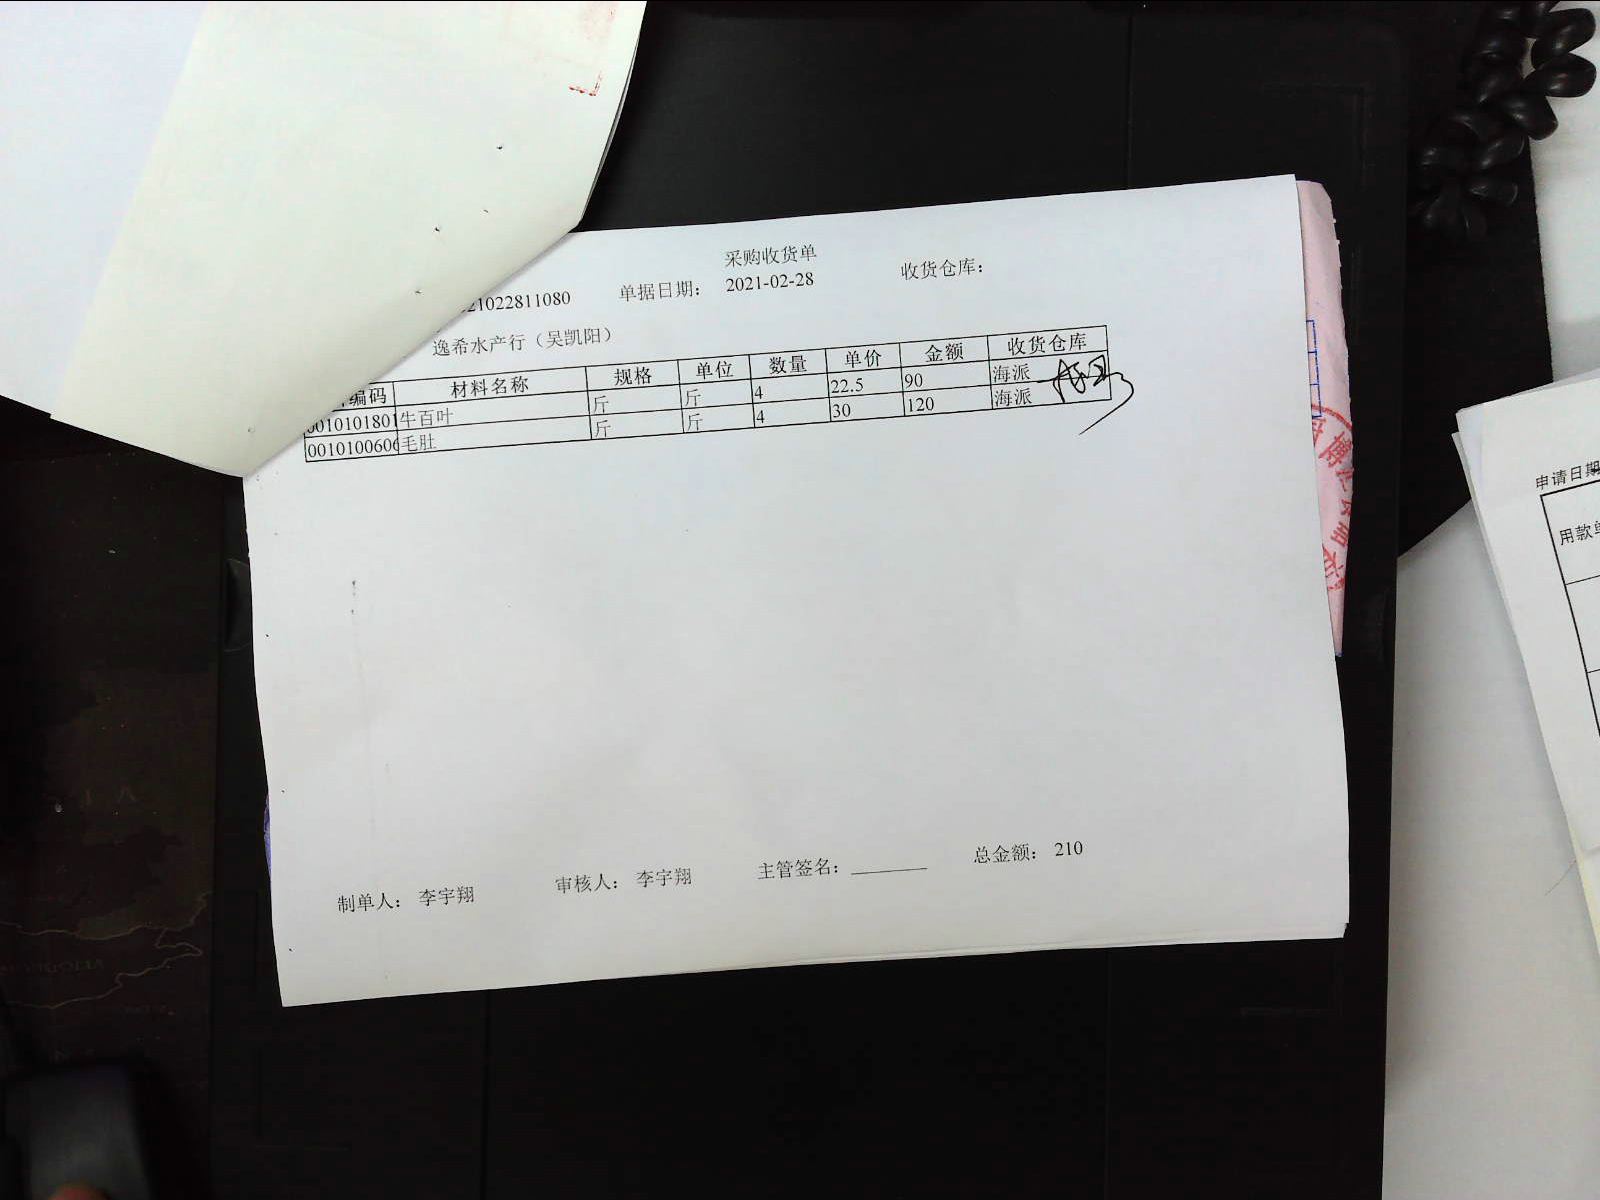 采购收货单
21022811080 单据日期： 2021-02-28 收货仓库：
逸希水产行（吴凯阳）
编码 材料名称 规格 单位 数量 单价 金额 收货仓库
0010101801 牛百叶 斤 斤 4 22.5 90 海派
0010100606 毛肚 斤 斤 4 30 120 海派
制单人： 李宇翔 审核人： 李宇翔 主管签名： 总金额： 210
申请日期
用款单